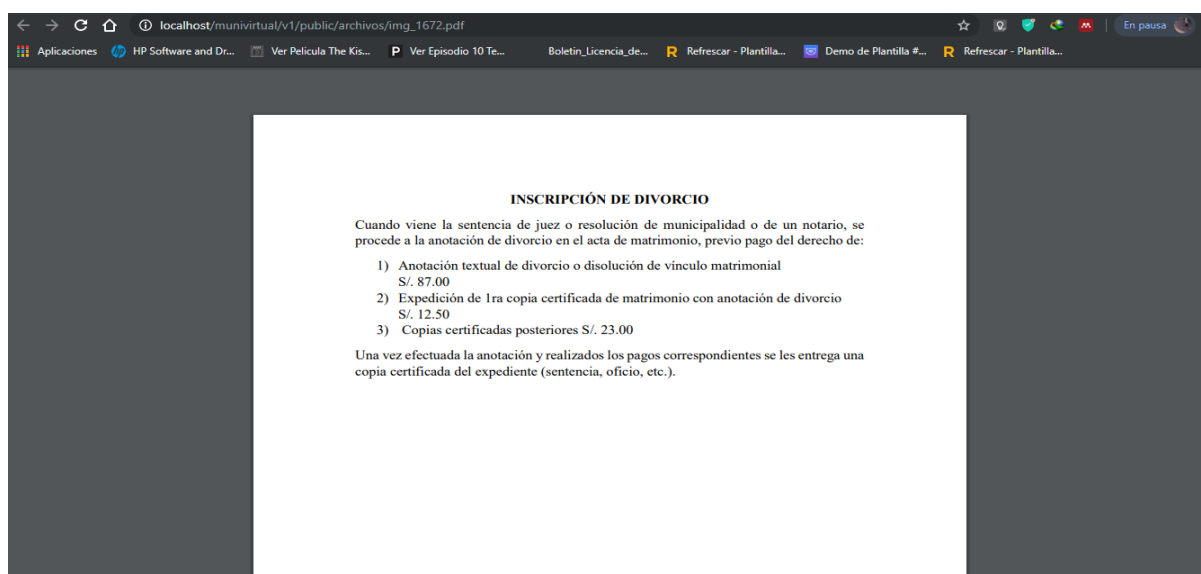 localhost/munivirtual/v1/public/archivos/img_1672.pdf
En pausa
Aplicaciones HP Software and Dr... Ver Pelicula The Kis... Ver Episodio 10 Te... Boletin_Licencia_de... Refrescar - Plantilla... Demo de Plantilla #... Refrescar - Plantilla...
INSCRIPCIÓN DE DIVORCIO
Cuando viene la sentencia de juez o resolución de municipalidad o de un notario, se
procede a la anotación de divorcio en el acta de matrimonio, previo pago del derecho de:
1) Anotación textual de divorcio o disolución de vínculo matrimonial
S/. 87.00
2) Expedición de 1ra copia certificada de matrimonio con anotación de divorcio
S/. 12.50
3) Copias certificadas posteriores S/. 23.00
Una vez efectuada la anotación y realizados los pagos correspondientes se les entrega una
copia certificada del expediente (sentencia, oficio, etc.).